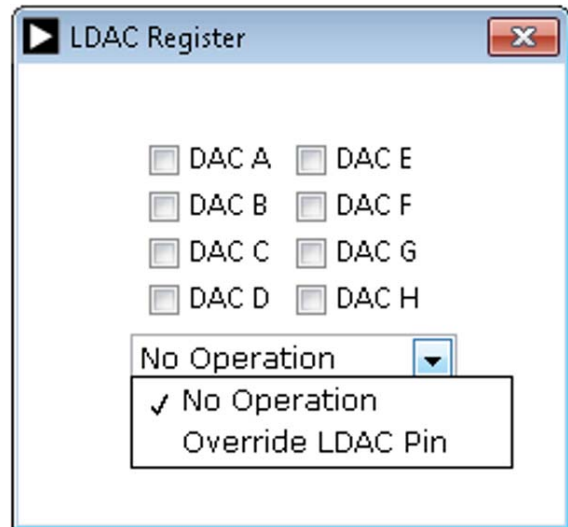 LDAC Register
DAC A DAC E
DAC B DAC F
DAC C DAC G
DAC D DAC H
No Operation
✓ No Operation
Override LDAC Pin